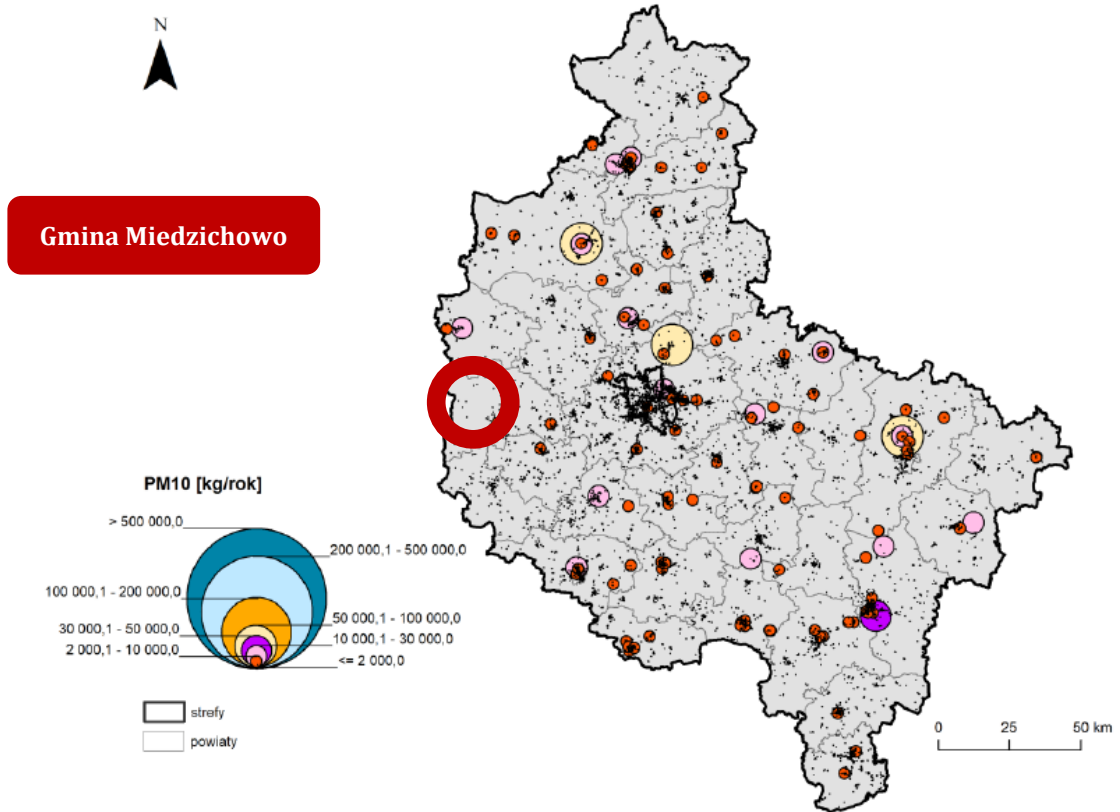 N
Gmina Miedzichowo
PM10 [kg/rok]
> 500 000,0
200 000,1 - 500 000,0
100 000,1 - 200 000,0
50 000,1 - 100 000,0
30 000,1 - 50 000,0
10 000,1 - 30 000,0
2 000,1 - 10 000,0
<= 2 000,0
strefy
powiaty
0 25 50 km